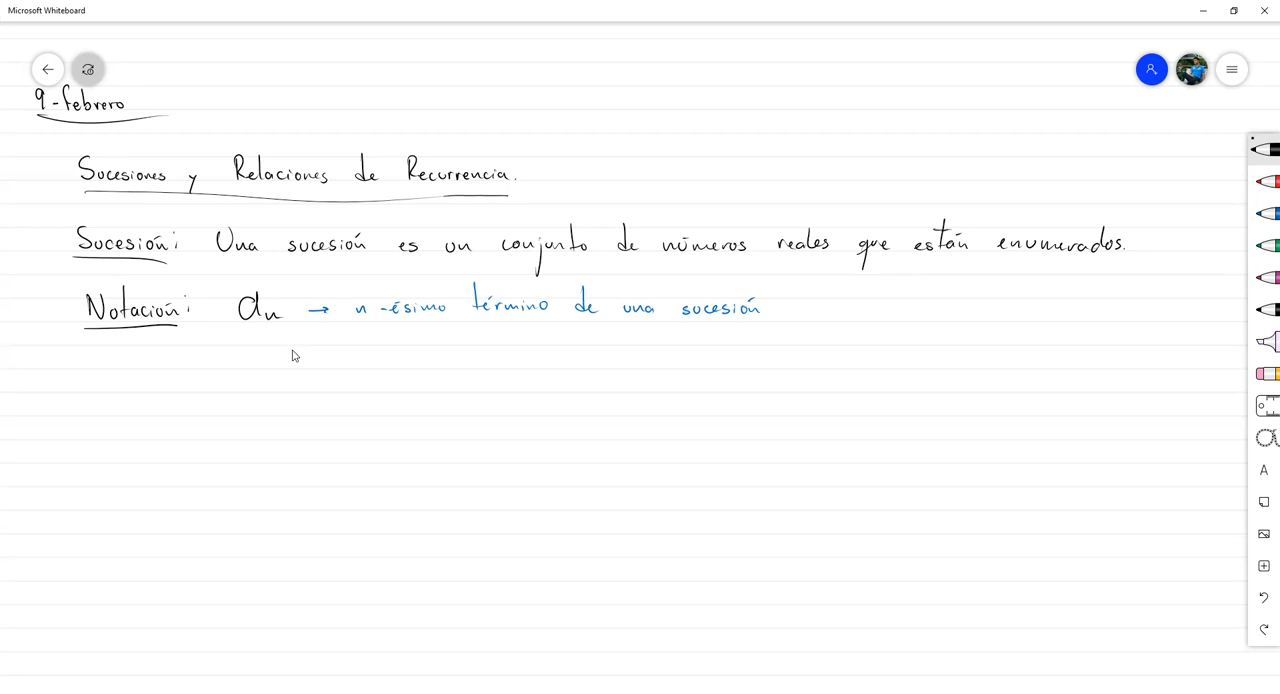 Microsoft Whiteboard
9-febrero
Sucesiones y Relaciones de Recurrencia.
Sucesión: Una sucesión es un conjunto de números reales que están enumerados.
Notación: an → n-ésimo término de una sucesión
A